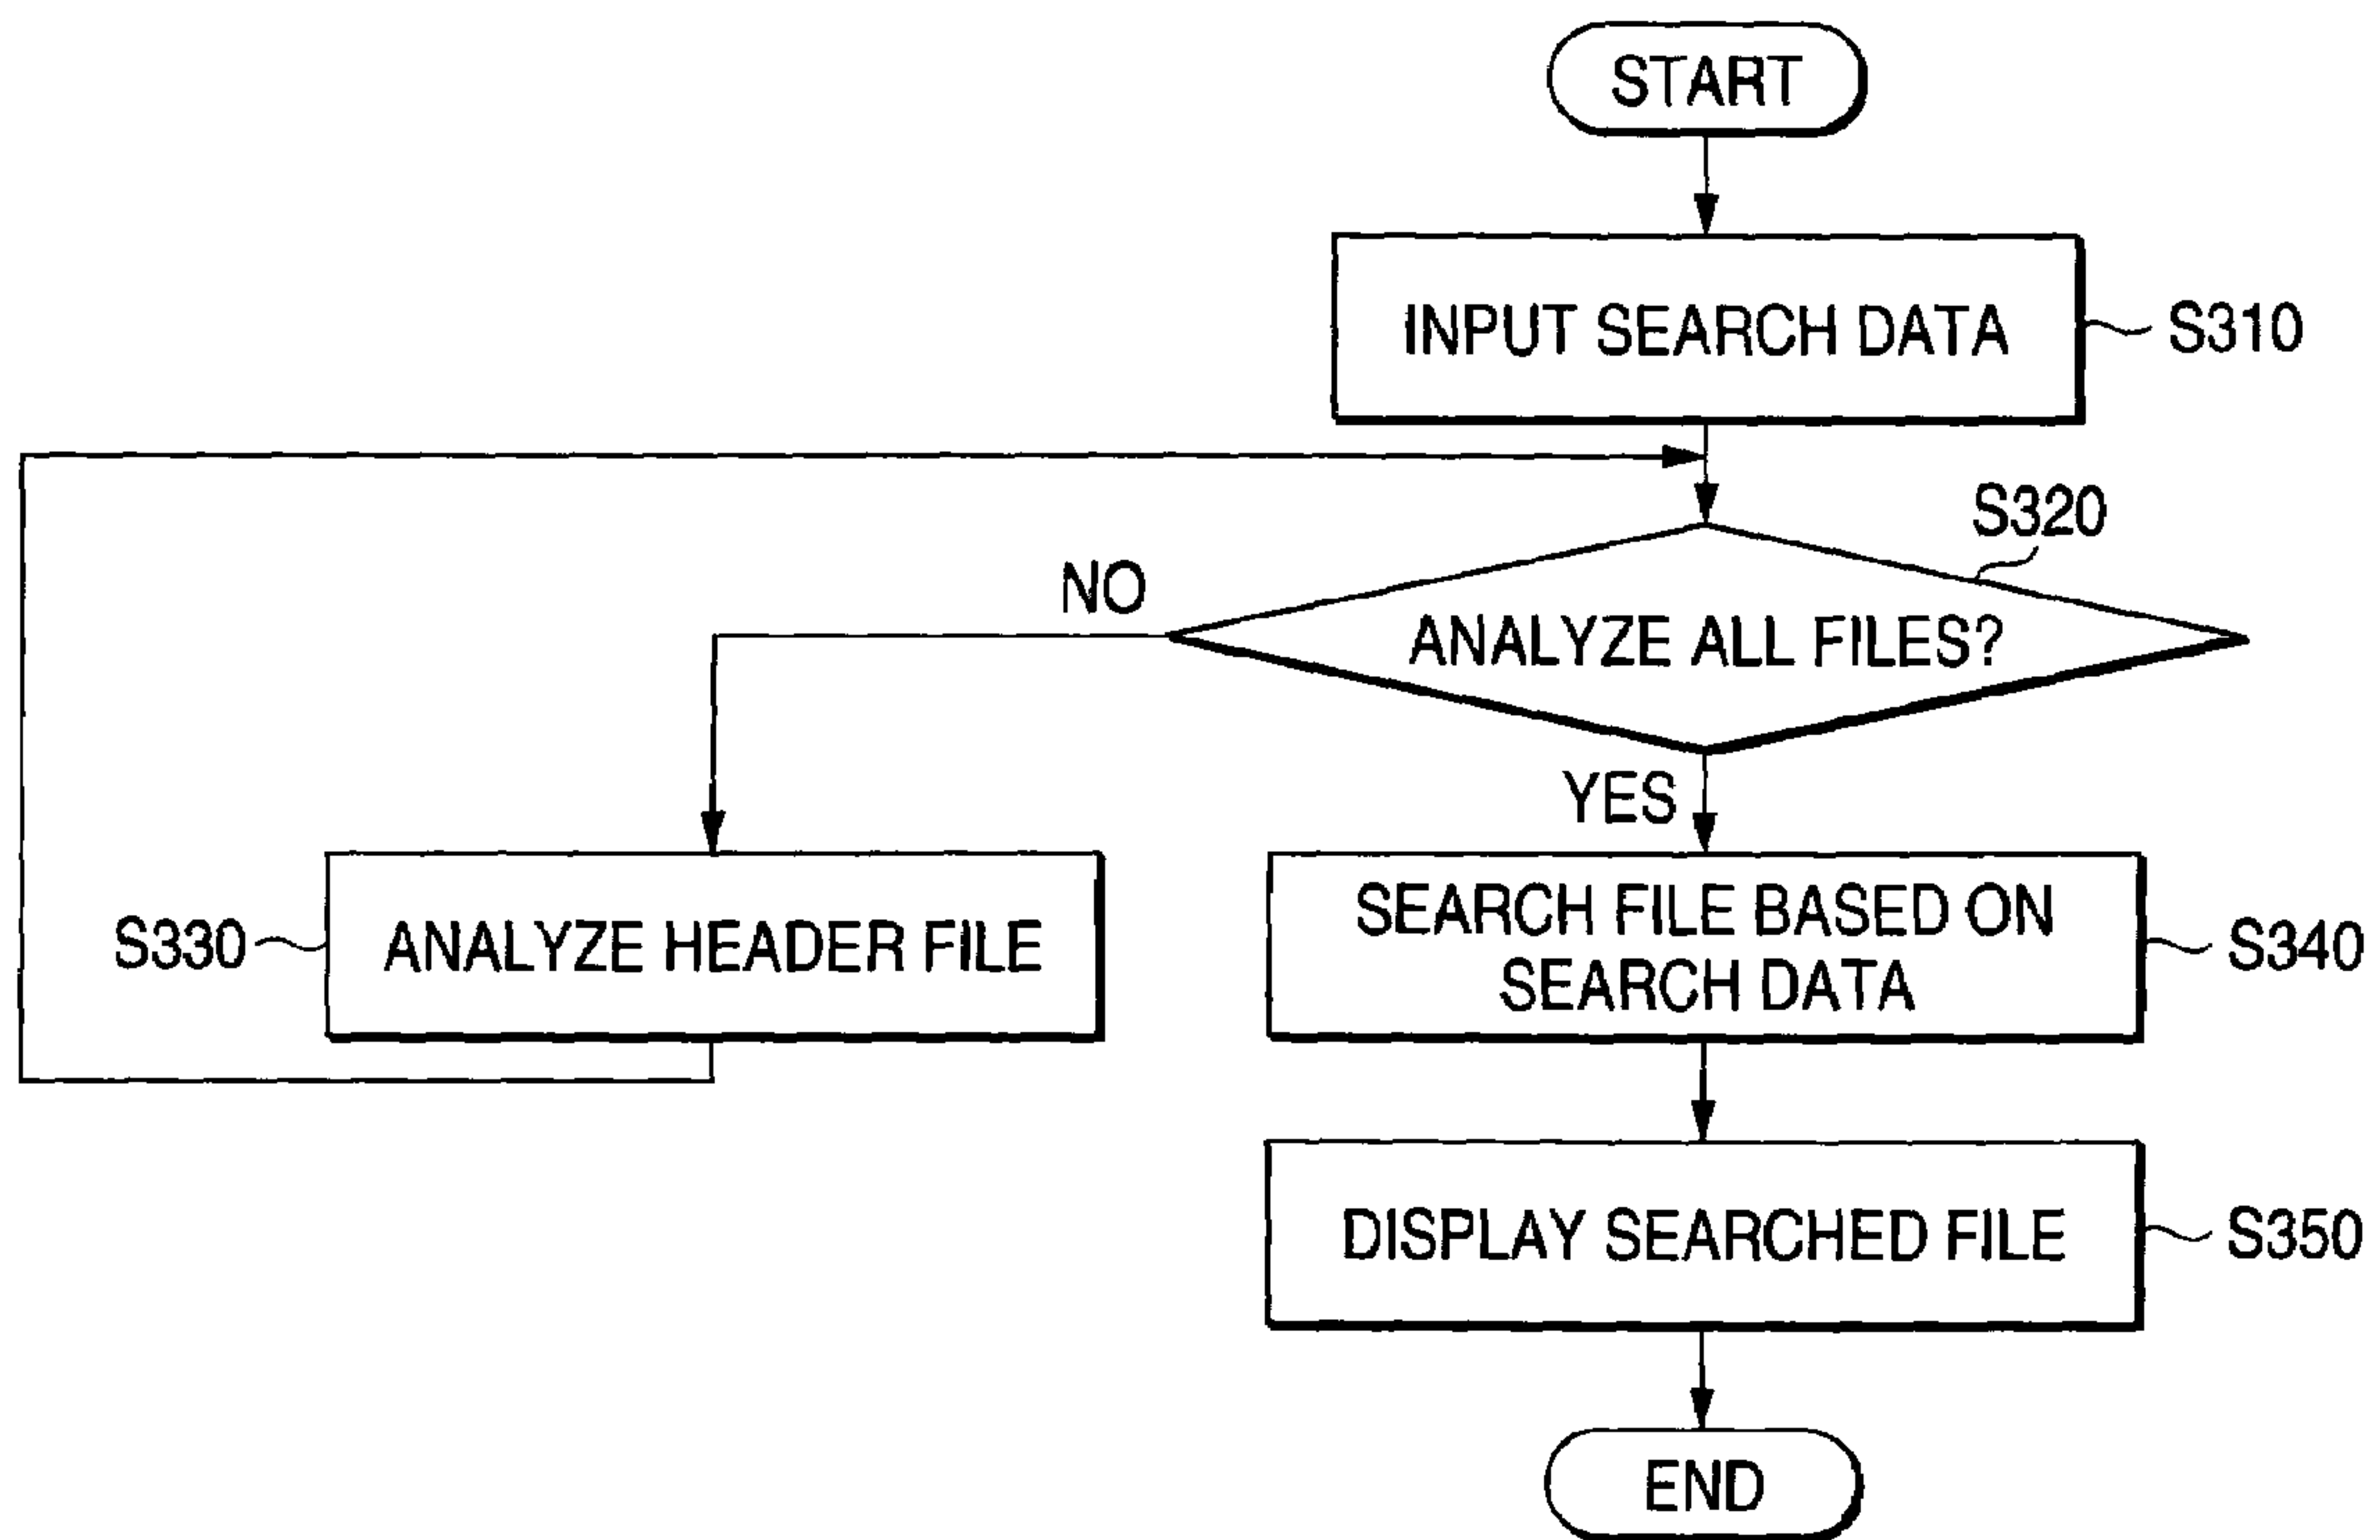 START
INPUT SEARCH DATA
S310
S320
NO
ANALYZE ALL FILES?
YES
S330
ANALYZE HEADER FILE
SEARCH FILE BASED ON
SEARCH DATA
S340
DISPLAY SEARCHED FILE
S350
END